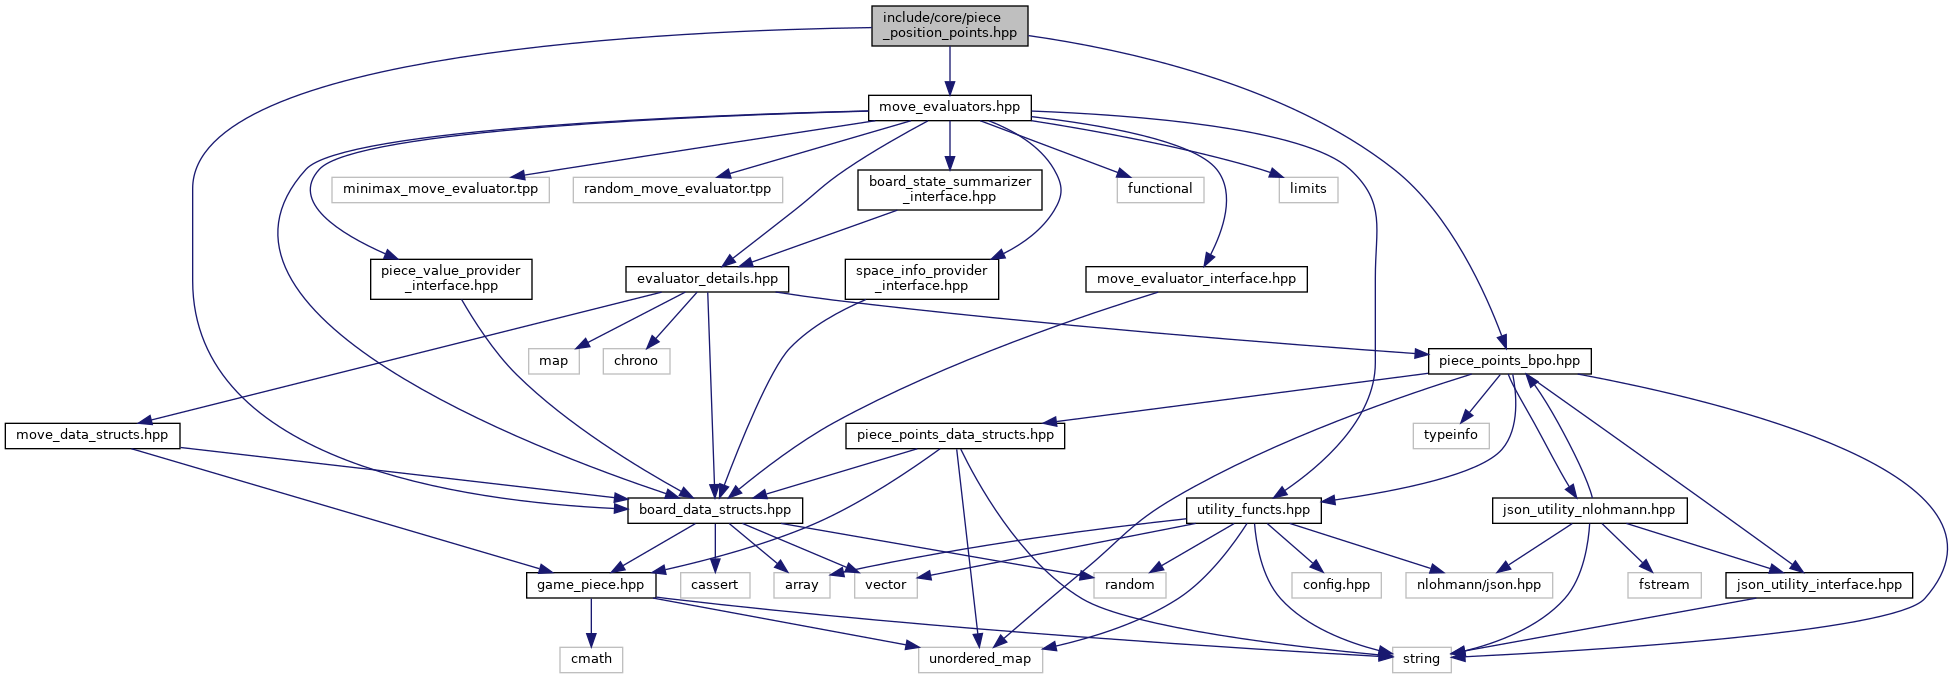 include/core/piece
_position_points.hpp
move_evaluators.hpp
minimax_move_evaluator.tpp
random_move_evaluator.tpp
board_state_summarizer
_interface.hpp
functional
limits
piece_value_provider
_interface.hpp
evaluator_details.hpp
space_info_provider
_interface.hpp
move_evaluator_interface.hpp
map
chrono
piece_points_bpo.hpp
move_data_structs.hpp
piece_points_data_structs.hpp
typeinfo
board_data_structs.hpp
utility_functs.hpp
json_utility_nlohmann.hpp
game_piece.hpp
cassert
array
vector
random
config.hpp
nlohmann/json.hpp
fstream
json_utility_interface.hpp
cmath
unordered_map
string